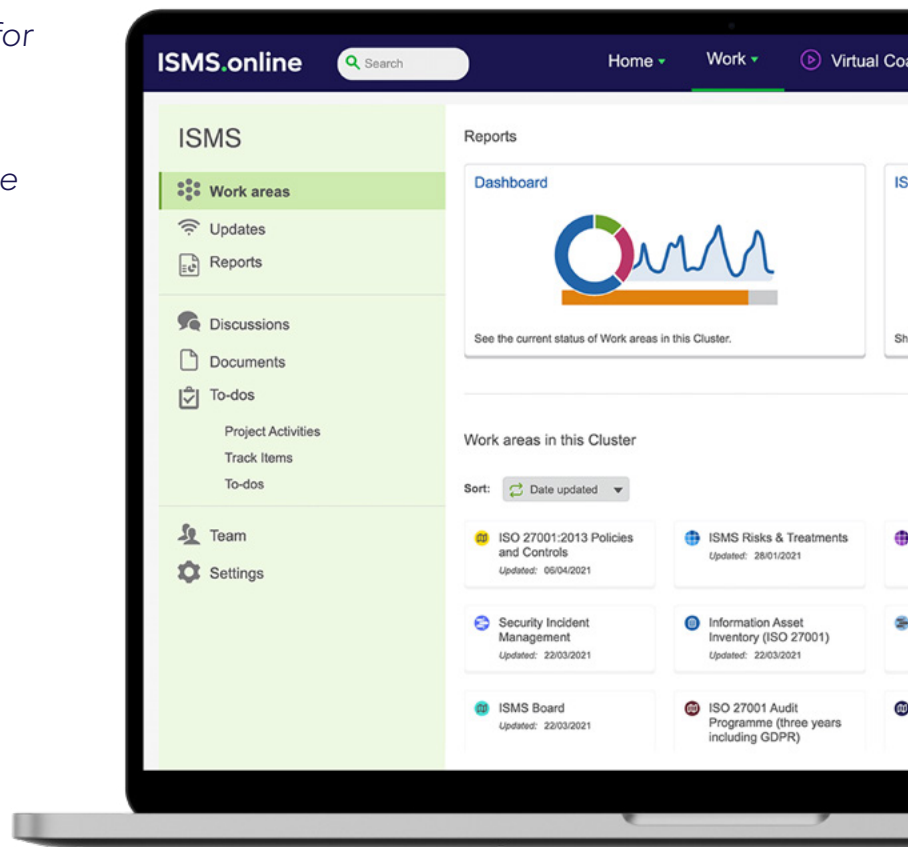 for
e
ISMS.online
Search
Home
Work
Virtual Coa
ISMS
Work areas
Updates
Reports
Discussions
Documents
To-dos
Project Activities
Track Items
To-dos
Team
Settings
Reports
Dashboard
See the current status of Work areas in this Cluster.
IS
Sh
Work areas in this Cluster
Sort:
Date updated
ISO 27001:2013 Policies
and Controls
Updated: 06/04/2021
ISMS Risks & Treatments
Updated: 28/01/2021
Security Incident
Management
Updated: 22/03/2021
Information Asset
Inventory (ISO 27001)
Updated: 22/03/2021
ISMS Board
Updated: 22/03/2021
ISO 27001 Audit
Programme (three years
including GDPR)